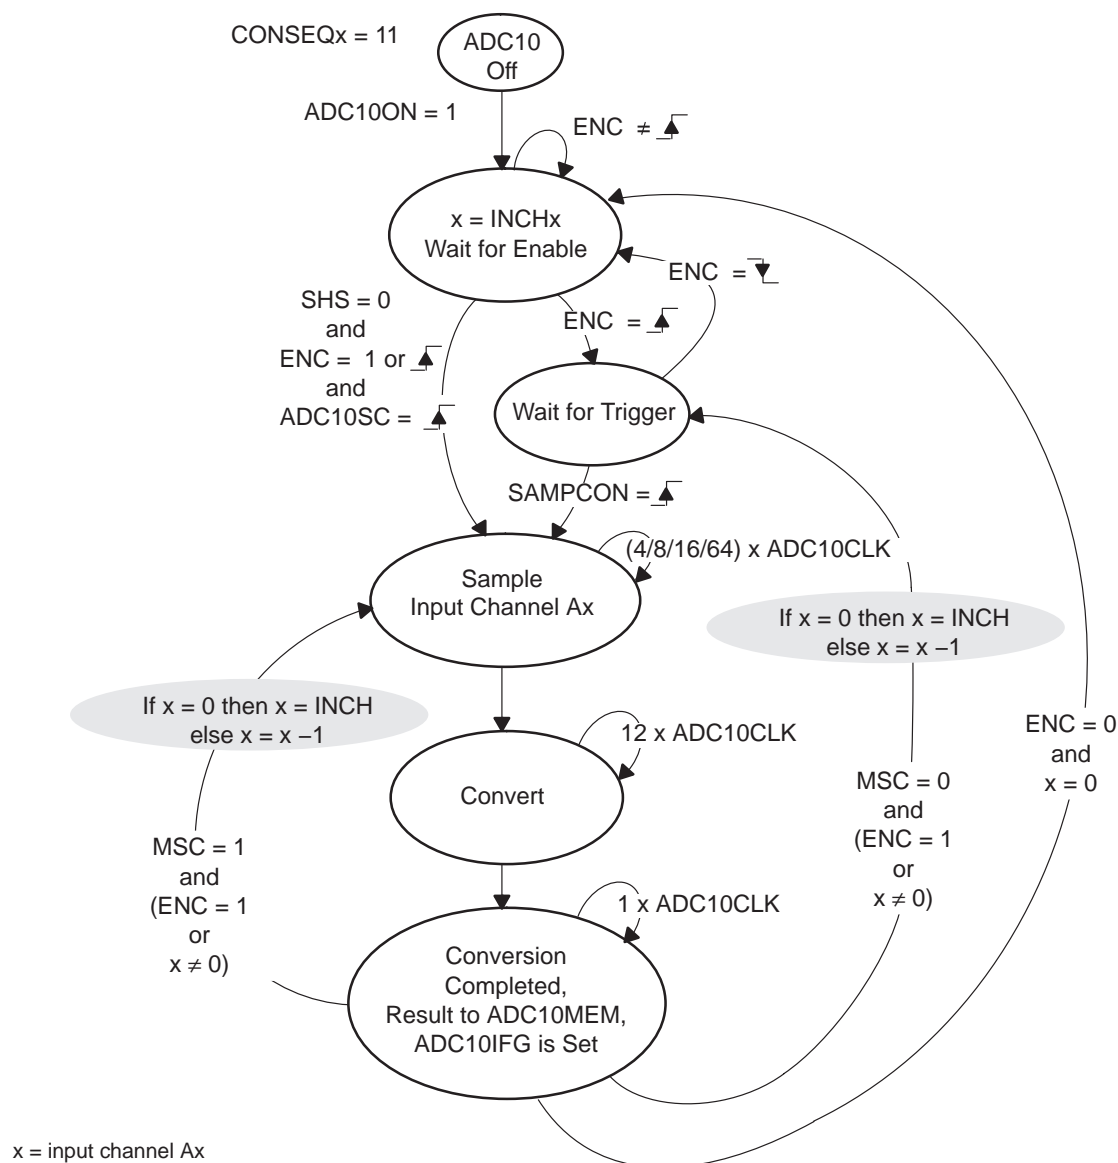 CONSEQx = 11
ADC10
Off
ADC10ON = 1
ENC ≠
x = INCHx
Wait for Enable
ENC =
SHS = 0
and
ENC = 1 or
and
ADC10SC =
ENC =
Wait for Trigger
SAMPCON =
(4/8/16/64) x ADC10CLK
Sample
Input Channel Ax
If x = 0 then x = INCH
else x = x −1
If x = 0 then x = INCH
else x = x −1
12 x ADC10CLK
Convert
ENC = 0
and
x = 0
MSC = 0
and
(ENC = 1
or
x ≠ 0)
MSC = 1
and
(ENC = 1
or
x ≠ 0)
1 x ADC10CLK
Conversion
Completed,
Result to ADC10MEM,
ADC10IFG is Set
x = input channel Ax